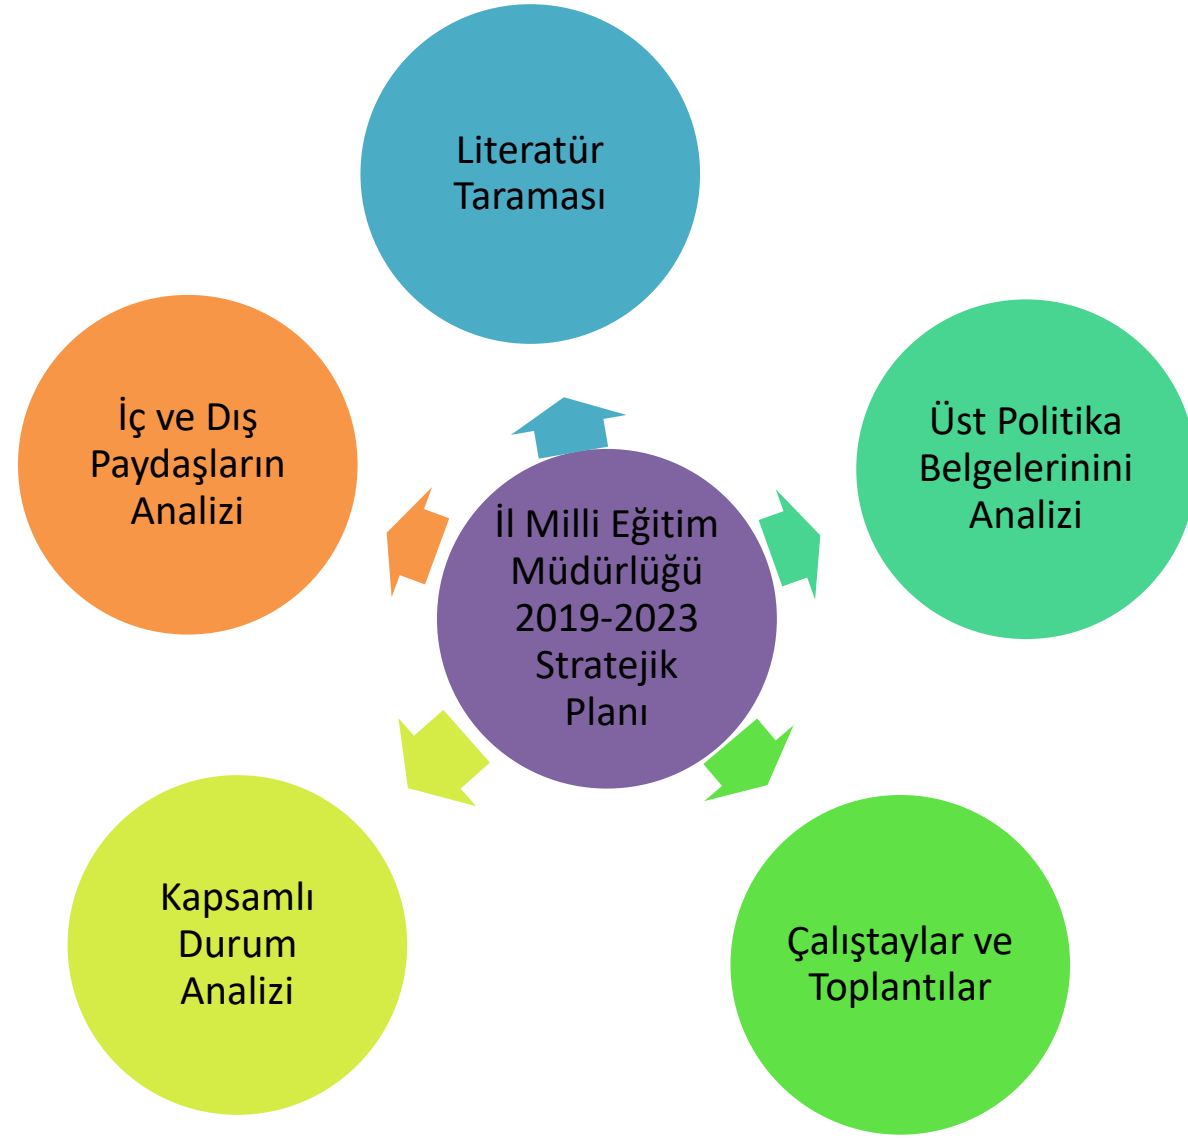 Literatür
Taraması
İç ve Dış
Paydaşların
Analizi
Üst Politika
Belgelerinini
Analizi
İl Milli Eğitim
Müdürlüğü
2019-2023
Stratejik
Planı
Kapsamlı
Durum
Analizi
Çalıştaylar ve
Toplantılar